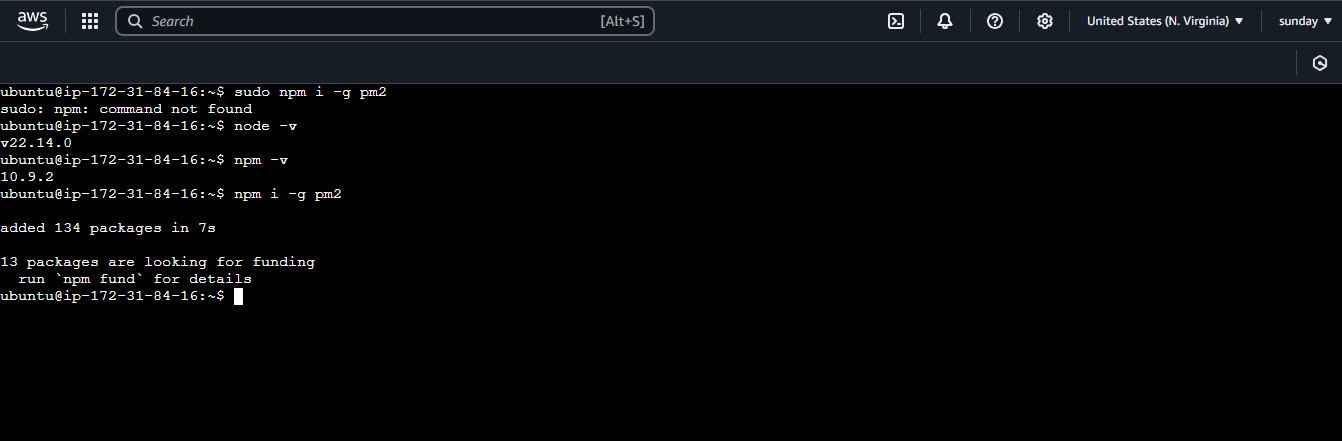 aws
Search
[Alt+S]
United States (N. Virginia)
sunday
ubuntu@ip-172-31-84-16:~$ sudo npm i -g pm2
sudo: npm: command not found
ubuntu@ip-172-31-84-16:~$ node -v
v22.14.0
ubuntu@ip-172-31-84-16:~$ npm -v
10.9.2
ubuntu@ip-172-31-84-16:~$ npm i -g pm2
added 134 packages in 7s
13 packages are looking for funding
  run `npm fund` for details
ubuntu@ip-172-31-84-16:~$